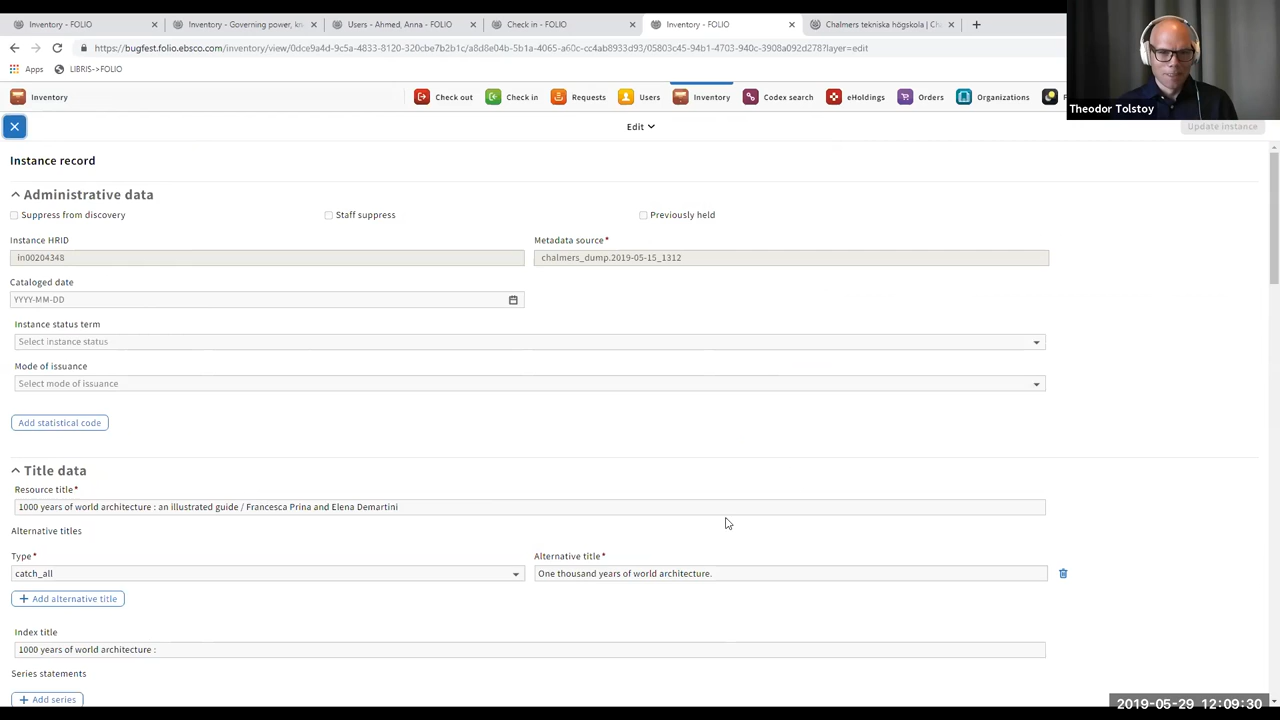 Inventory - FOLIO
Inventory - Governing power, kn
Users - Ahmed, Anna - FOLIO
Check in - FOLIO
Inventory - FOLIO
Chalmers tekniska högskola | Ch
https://bugfest.folio.ebsco.com/inventory/view/0dce9a4d-9c5a-4833-8120-320cbe7b2b1c/a8d8e04b-5b1a-4065-a60c-cc4ab8933d93/05803c45-94b1-4703-940c-3908a092d278?layer=edit
Apps LIBRIS->FOLIO
Inventory Check out Check in Requests Users Inventory Codex search eHoldings Orders Organizations
Theodor Tolstoy
Edit
Update instance
Instance record
Administrative data
Suppress from discovery Staff suppress Previously held
Instance HRID Metadata source*
in00204348 chalmers_dump.2019-05-15_1312
Cataloged date
YYYY-MM-DD
Instance status term
Select instance status
Mode of issuance
Select mode of issuance
Add statistical code
Title data
Resource title*
1000 years of world architecture : an illustrated guide / Francesca Prina and Elena Demartini
Alternative titles
Type* Alternative title*
catch_all One thousand years of world architecture.
+ Add alternative title
Index title
1000 years of world architecture :
Series statements
+ Add series
2019-05-29 12:09:30